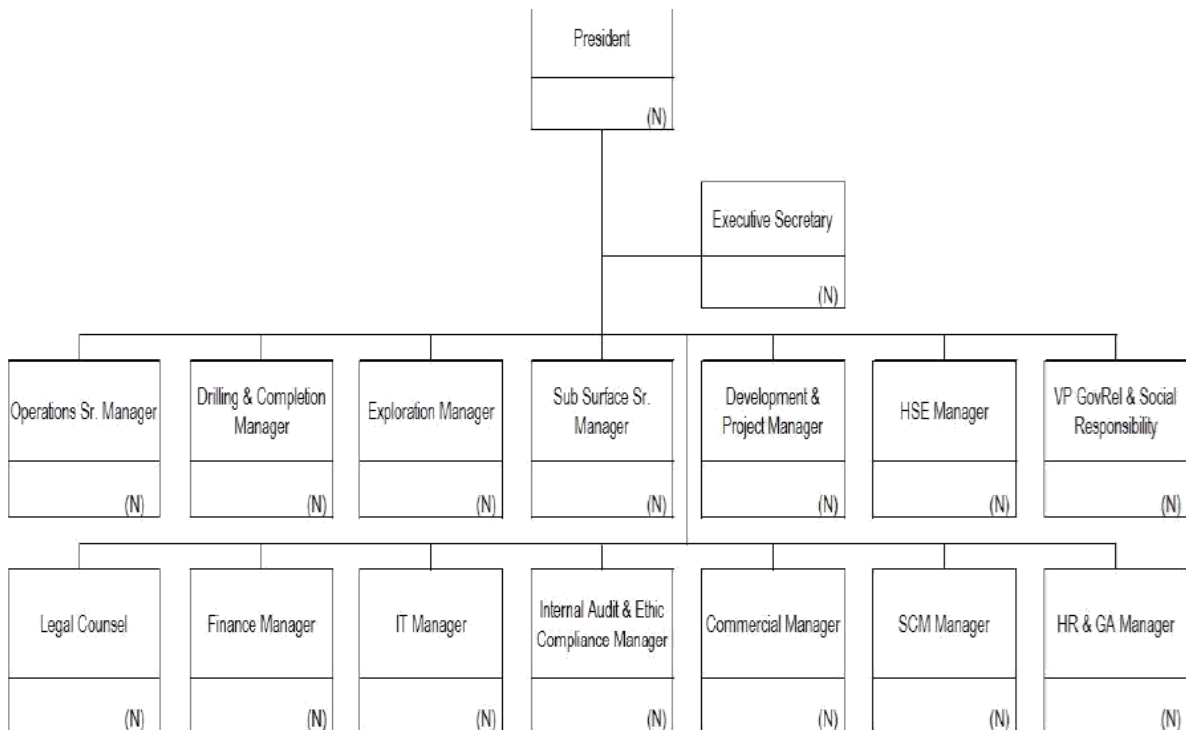 President
(N)
Executive Secretary
(N)
Operations Sr. Manager
(N)
Drilling & Completion
Manager
(N)
Exploration Manager
(N)
Sub Surface Sr.
Manager
(N)
Development &
Project Manager
(N)
HSE Manager
(N)
VP GovRel & Social
Responsibility
(N)
Legal Counsel
(N)
Finance Manager
(N)
IT Manager
(N)
Internal Audit & Ethic
Compliance Manager
(N)
Commercial Manager
(N)
SCM Manager
(N)
HR & GA Manager
(N)